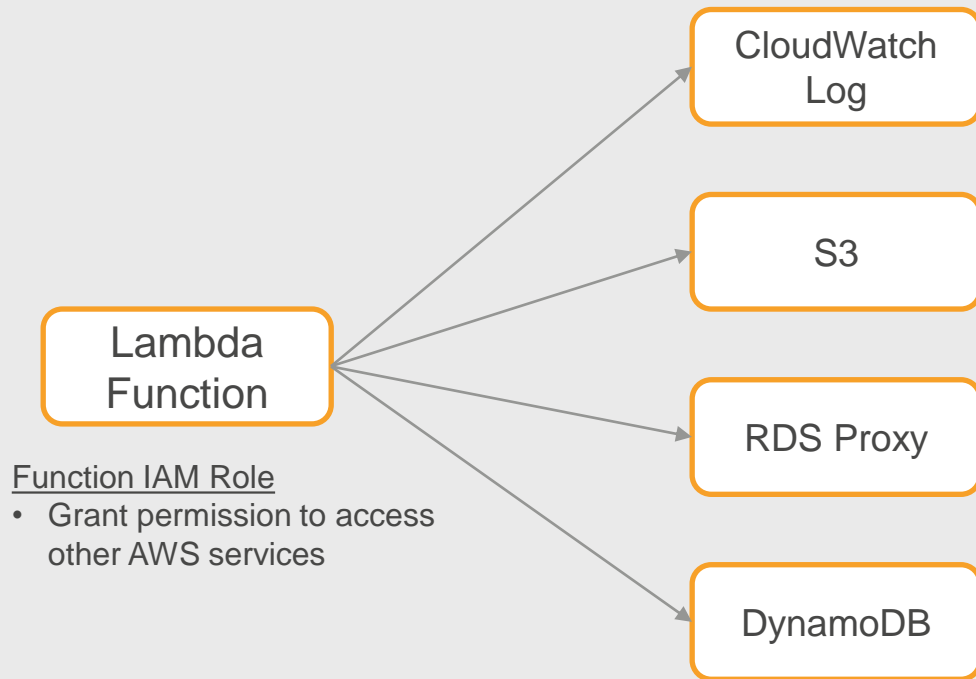 CloudWatch
Log
S3
Lambda
Function
RDS Proxy
Function IAM Role
• Grant permission to access
other AWS services
DynamoDB